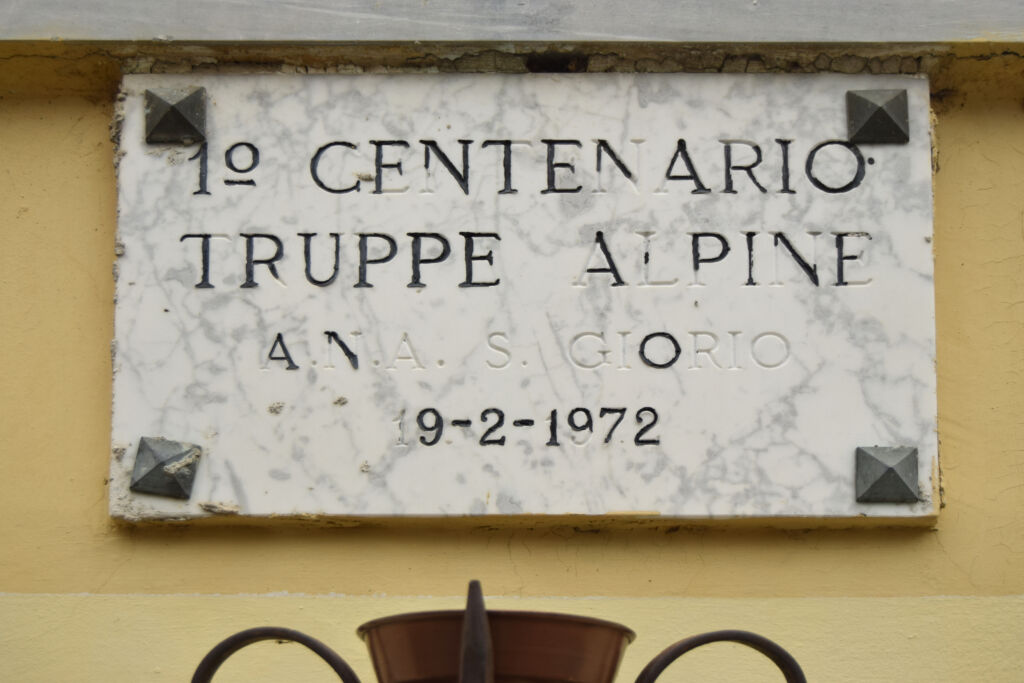 1º CENTENARIO
TRUPPE ALPINE
A.N.A. S. GIORIO
19-2-1972